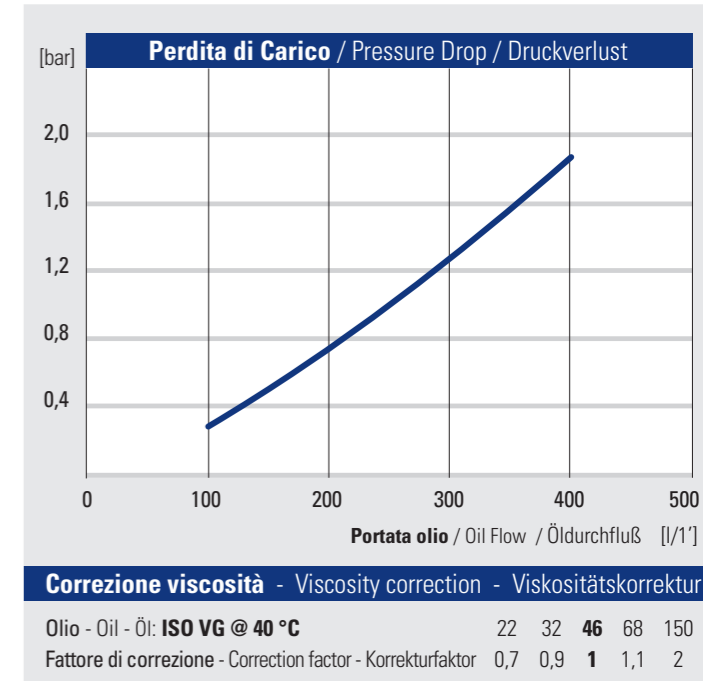 [bar] Perdita di Carico / Pressure Drop / Druckverlust
2,0
1,6
1,2
0,8
0,4
0 100 200 300 400 500
Portata olio / Oil Flow / Öldurchfluß [l/1']
Correzione viscosità - Viscosity correction - Viskositätskorrektur
Olio - Oil - Öl: ISO VG @ 40 °C 22 32 46 68 150
Fattore di correzione - Correction factor - Korrekturfaktor 0,7 0,9 1 1,1 2